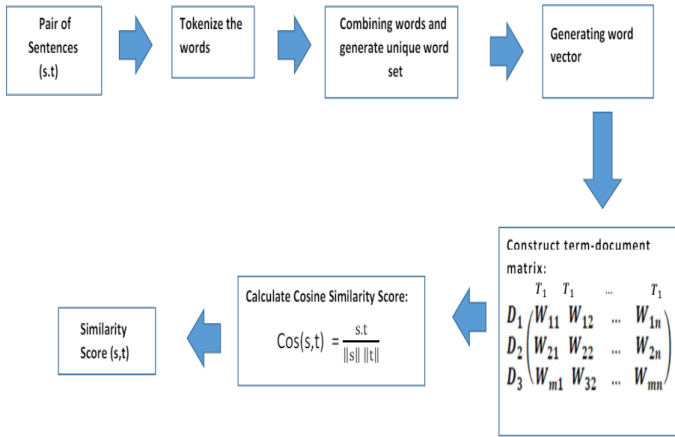 Pair of
Sentences
(s.t)
Tokenize the
words
Combining words and
generate unique word
set
Generating word
vector
Construct term-document
matrix:
T₁ T₁ ... T₁
D₁ W₁₁ W₁₂ ... W₁ₙ
D₂ W₂₁ W₂₂ ... W₂ₙ
D₃ Wₘ₁ W₃₂ ... Wₘₙ
Calculate Cosine Similarity Score:
Cos(s,t) = s.t / ||s|| ||t||
Similarity
Score (s,t)